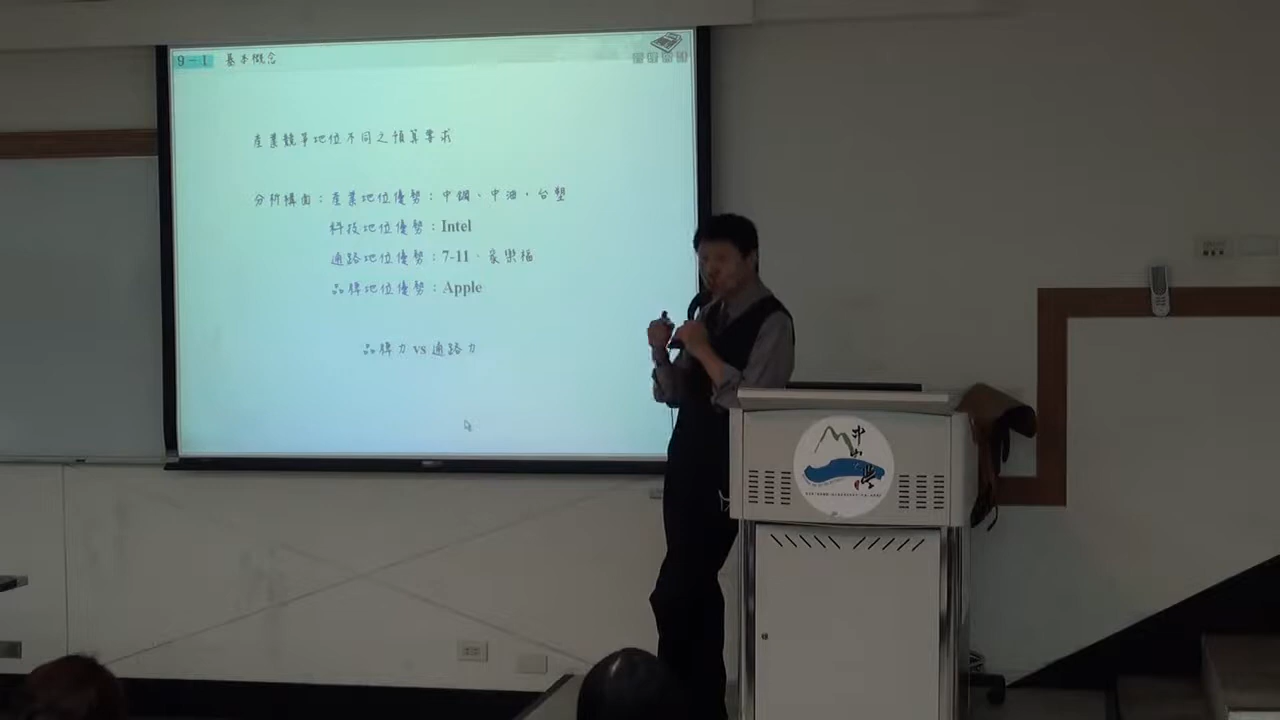 9-1 基本概念
產業競爭地位不同之預算要求
分析構面：產業地位優勢：中鋼、中油，台塑
科技地位優勢：Intel
通路地位優勢：7-11、家樂福
品牌地位優勢：Apple
品牌力 vs 通路力